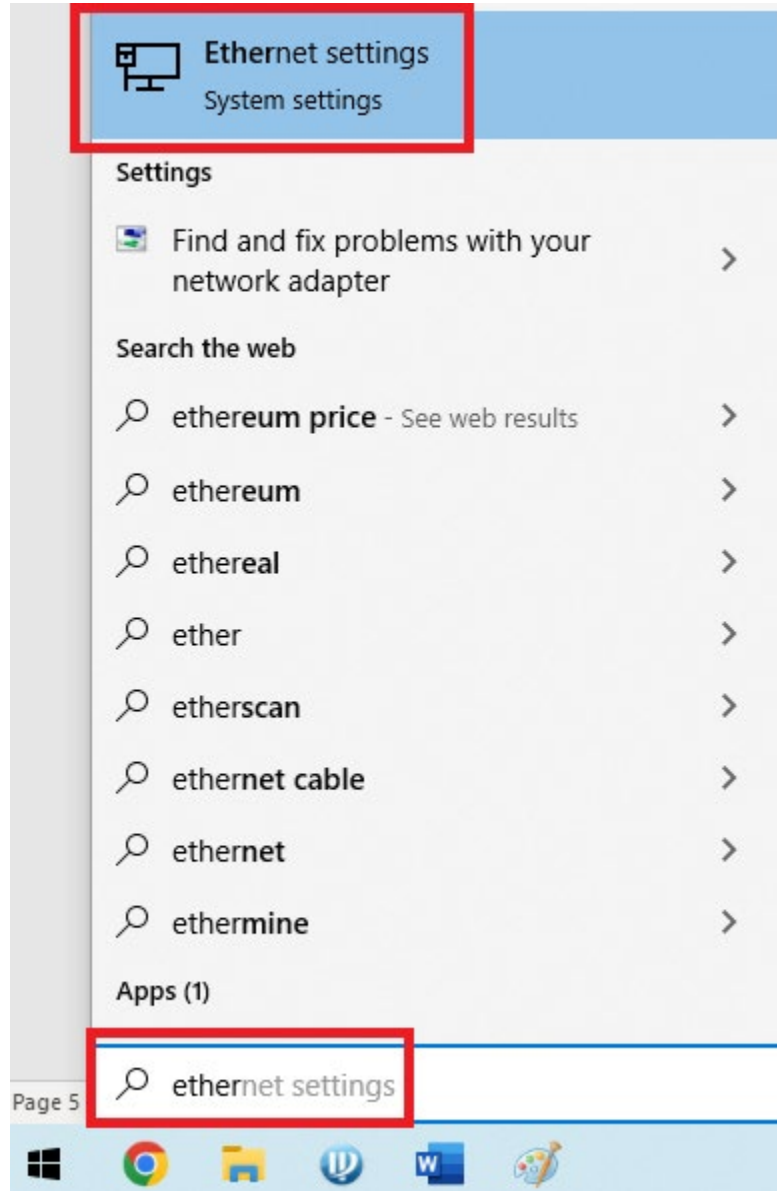 Ethernet settings
System settings
Settings
Find and fix problems with your
network adapter
Search the web
ethereum price - See web results
ethereum
ethereal
ether
etherscan
ethernet cable
ethernet
ethermine
Apps (1)
ethernet settings
Page 5
W